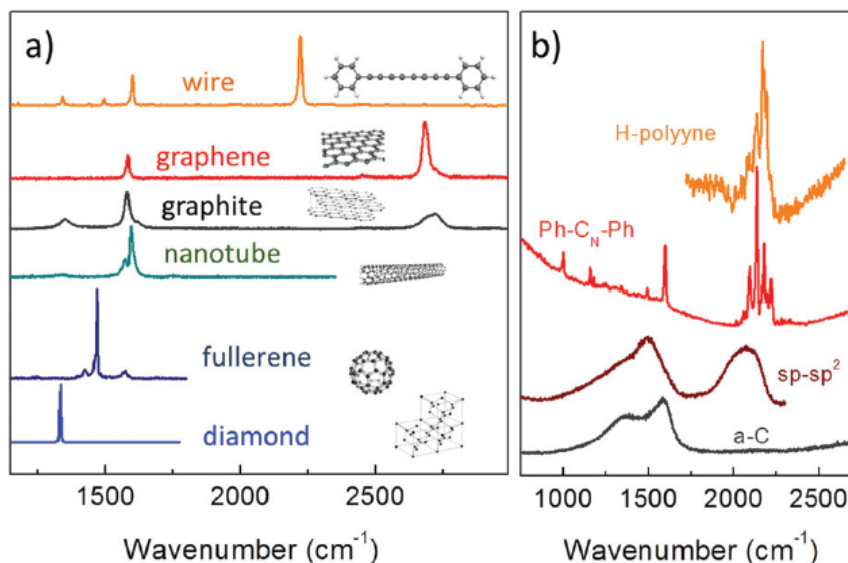 a)
wire
graphene
graphite
nanotube
fullerene
diamond
1500 2000 2500
Wavenumber (cm⁻¹)
b)
H-polyyne
Ph-C_N-Ph
sp-sp²
a-C
1000 1500 2000 2500
Wavenumber (cm⁻¹)